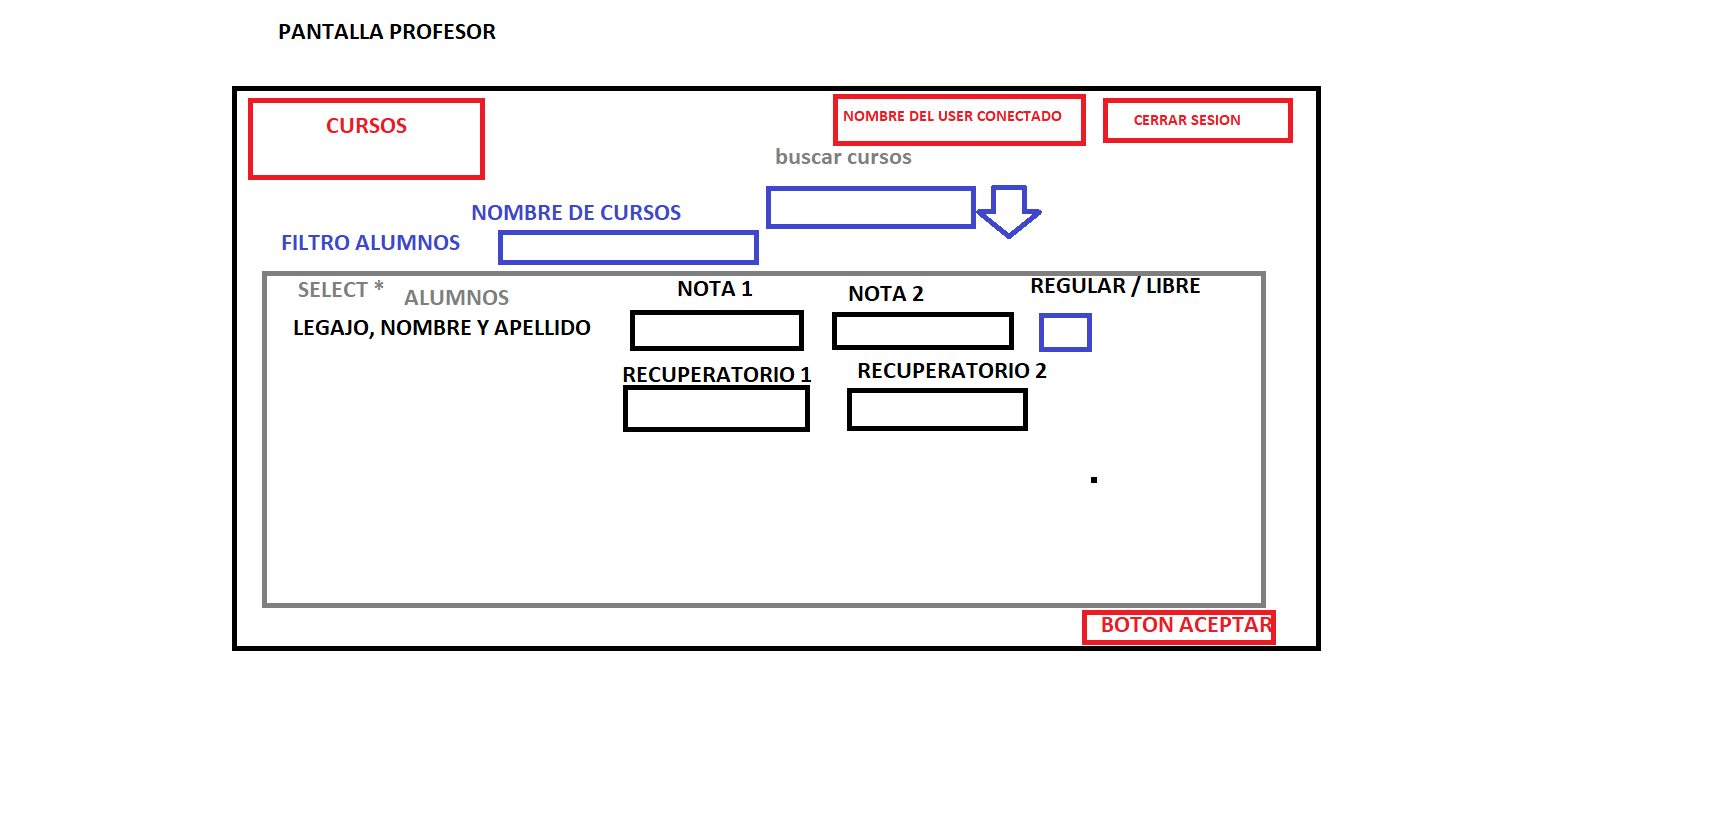 PANTALLA PROFESOR
CURSOS
NOMBRE DEL USER CONECTADO
CERRAR SESION
buscar cursos
NOMBRE DE CURSOS
FILTRO ALUMNOS
SELECT *
ALUMNOS
NOTA 1
NOTA 2
REGULAR / LIBRE
LEGAJO, NOMBRE Y APELLIDO
RECUPERATORIO 1
RECUPERATORIO 2
BOTON ACEPTAR